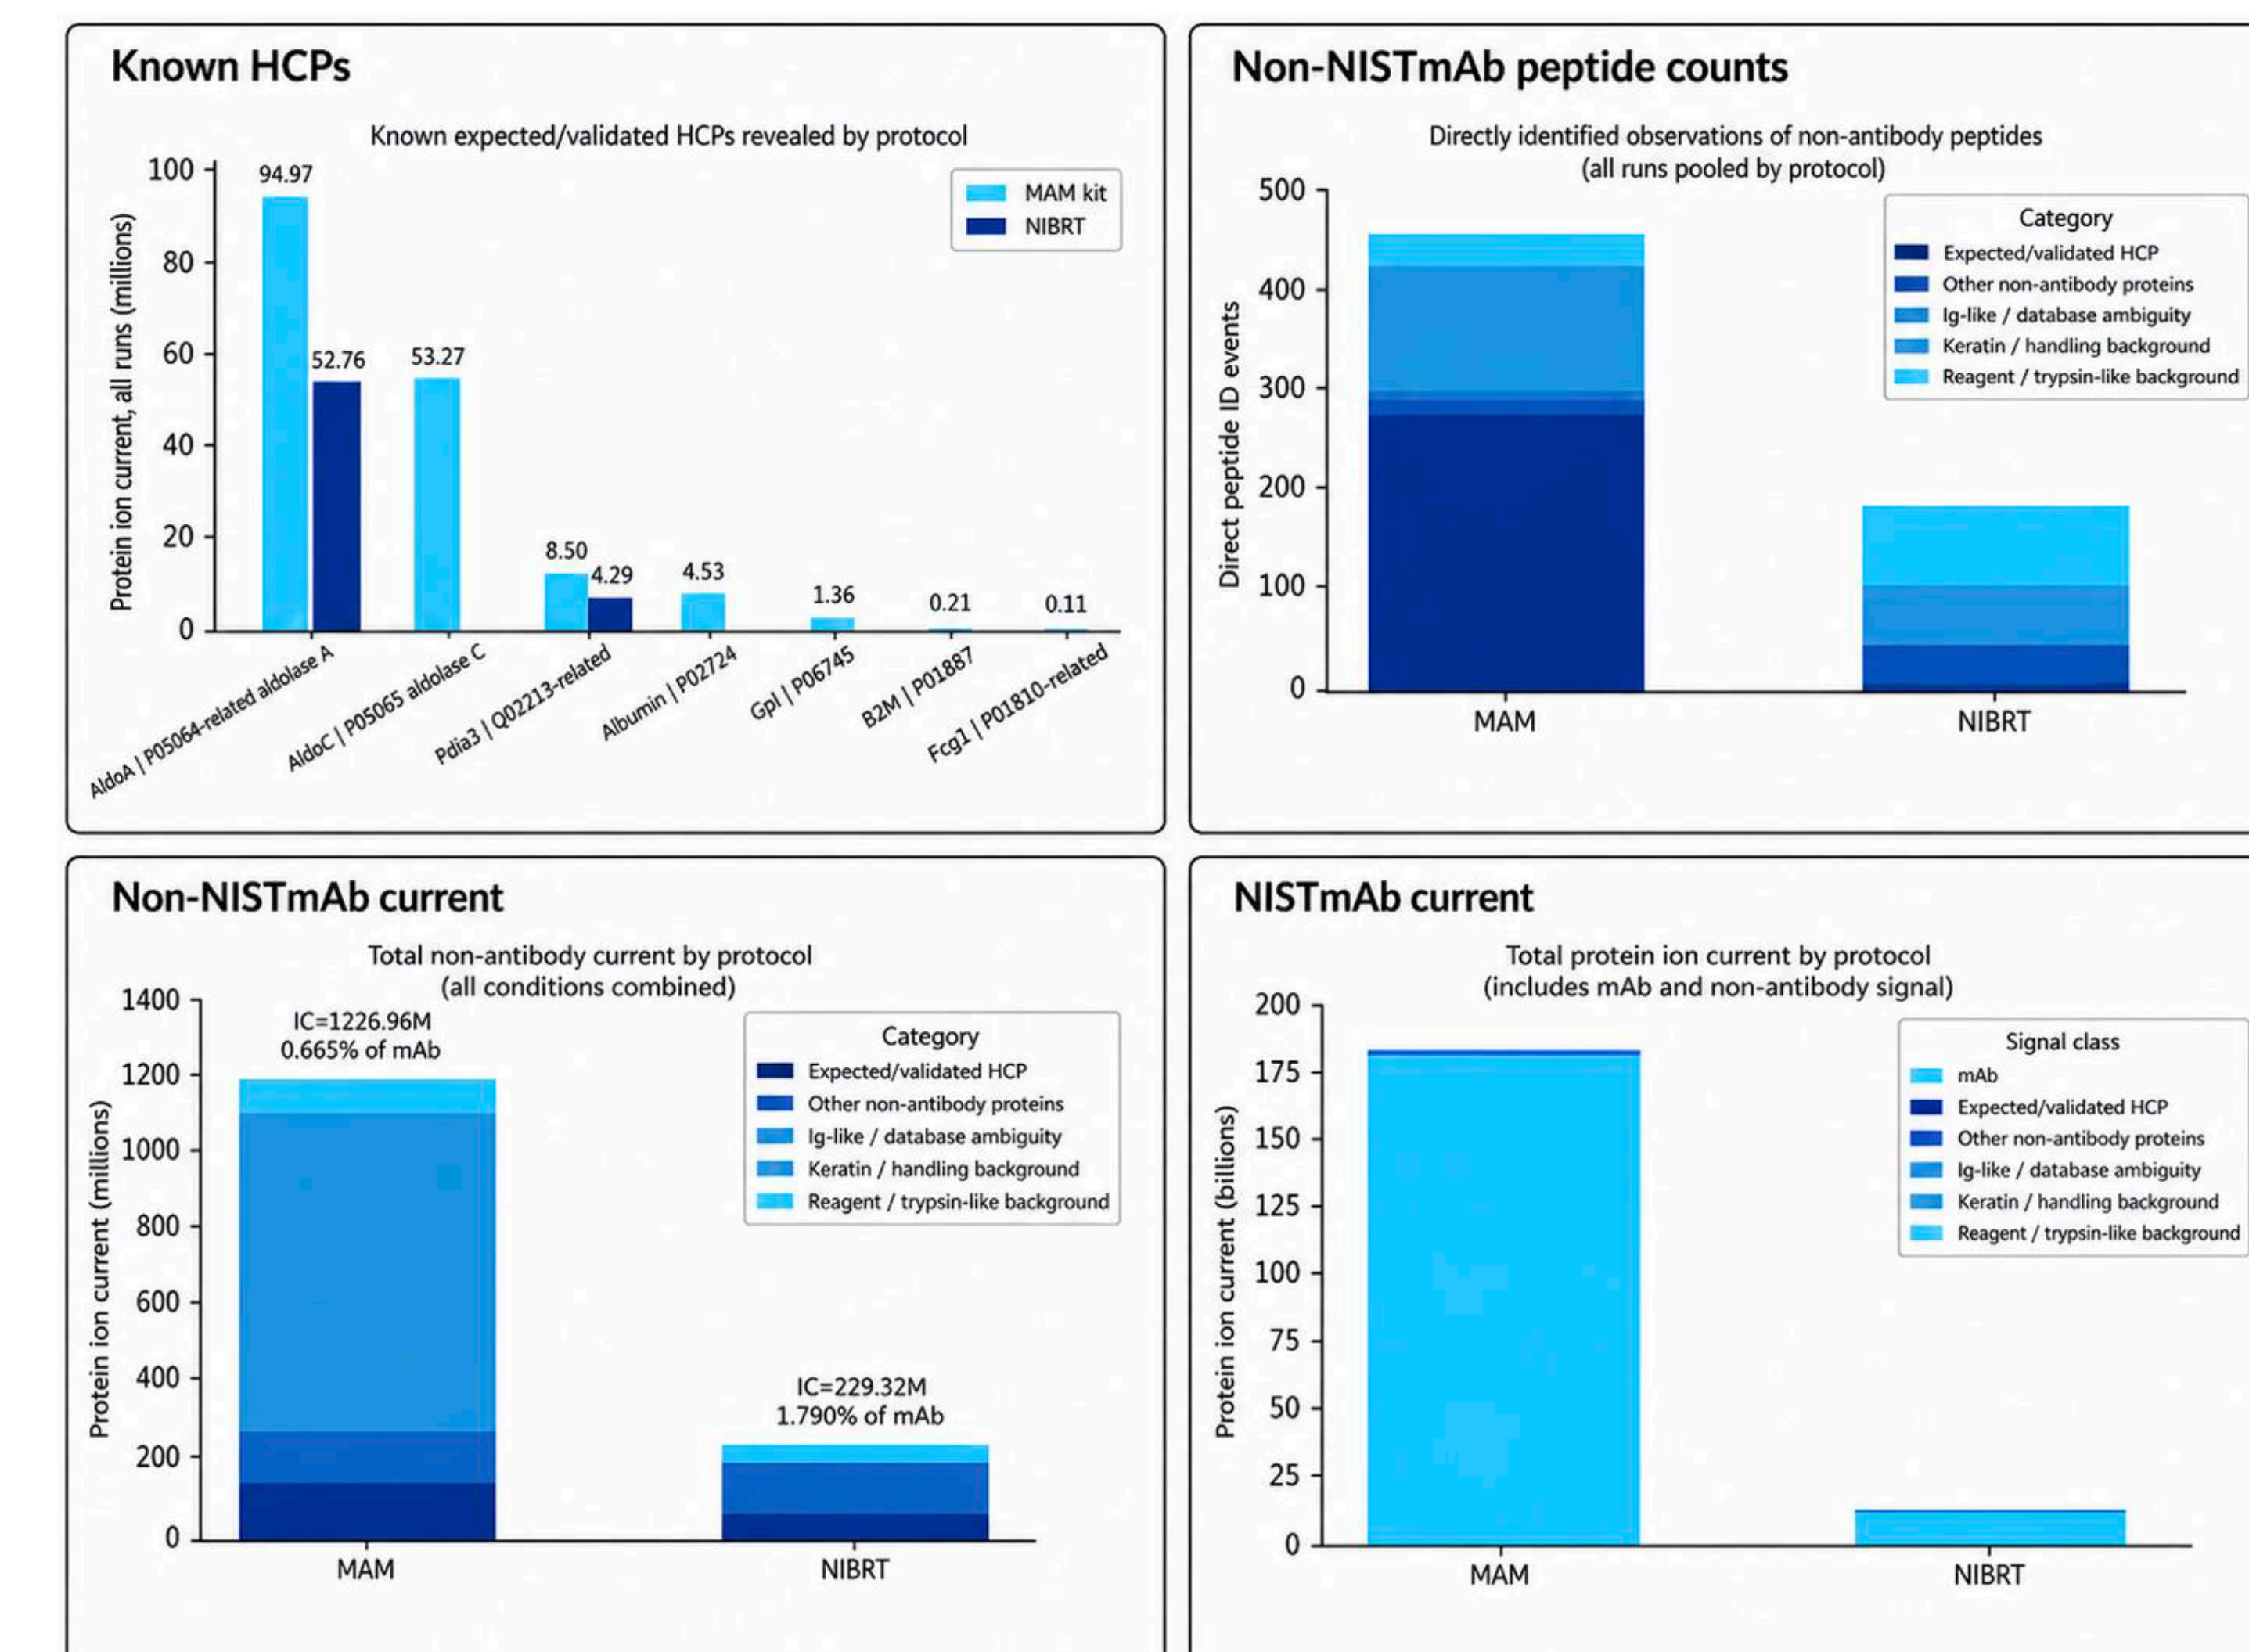 Known HCPs
Known expected/validated HCPs revealed by protocol
Protein ion current, all runs (millions)
100
80
60
40
20
0
94.97
52.76
53.27
8.50
4.29
4.53
1.36
0.21
0.11
MAM kit
NIBRT
AldoA | P05064-related aldolase A
AldoC | P05065 aldolase C
Pdia3 | Q02213-related
Albumin | P02724
Gpl | P06745
B2M | P01887
Fcg1 | P01810-related
Non-NISTmAb peptide counts
Directly identified observations of non-antibody peptides
(all runs pooled by protocol)
Direct peptide ID events
500
400
300
200
100
0
Category
Expected/validated HCP
Other non-antibody proteins
Ig-like / database ambiguity
Keratin / handling background
Reagent / trypsin-like background
MAM
NIBRT
Non-NISTmAb current
Total non-antibody current by protocol
(all conditions combined)
Protein ion current (millions)
1400
1200
1000
800
600
400
200
0
IC=1226.96M
0.665% of mAb
IC=229.32M
1.790% of mAb
Category
Expected/validated HCP
Other non-antibody proteins
Ig-like / database ambiguity
Keratin / handling background
Reagent / trypsin-like background
MAM
NIBRT
NISTmAb current
Total protein ion current by protocol
(includes mAb and non-antibody signal)
Protein ion current (billions)
200
175
150
125
100
75
50
25
0
Signal class
mAb
Expected/validated HCP
Other non-antibody proteins
Ig-like / database ambiguity
Keratin / handling background
Reagent / trypsin-like background
MAM
NIBRT